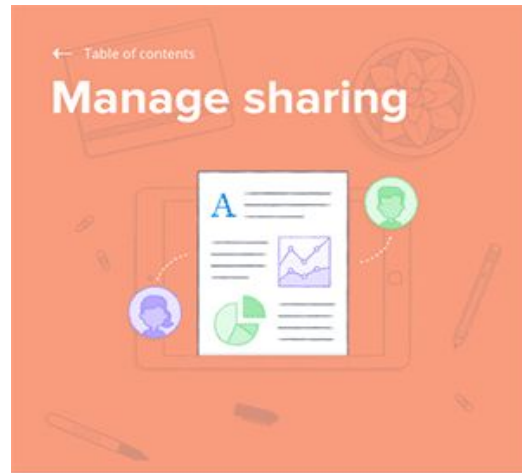 ← Table of contents
Manage sharing
A